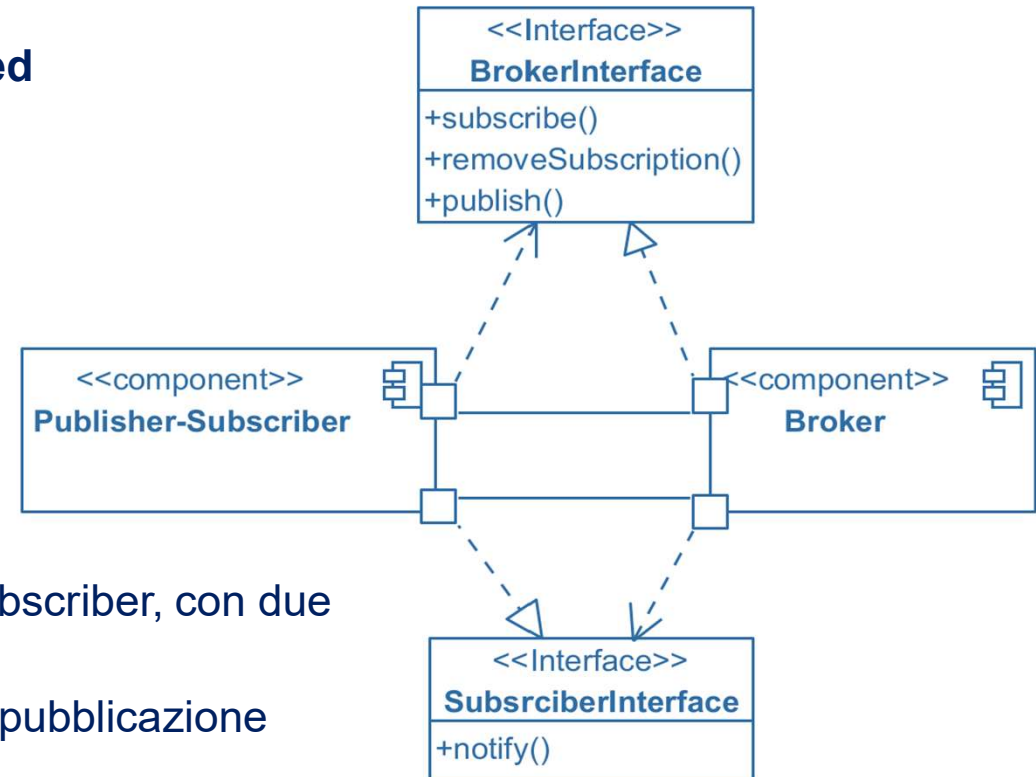 ed
<<Interface>>
BrokerInterface
+subscribe()
+removeSubscription()
+publish()
<<component>>
Publisher-Subscriber
<<component>>
Broker
bscriber, con due
pubblicazione
<<Interface>>
SubsrciberInterface
+notify()